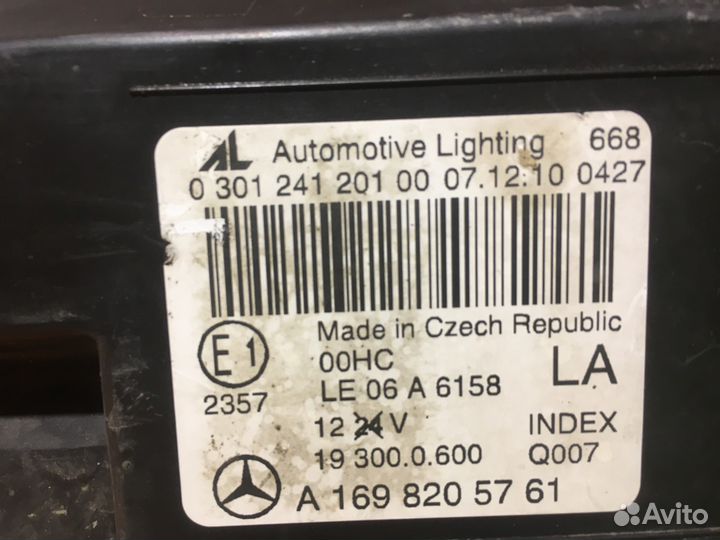 AL Automotive Lighting 668
0 301 241 201 00 07.12.10 0427
Made in Czech Republic
E1 00HC LA
2357 LE 06 A 6158
12 24 V INDEX
19 300.0.600 Q007
A 169 820 57 61
Avito